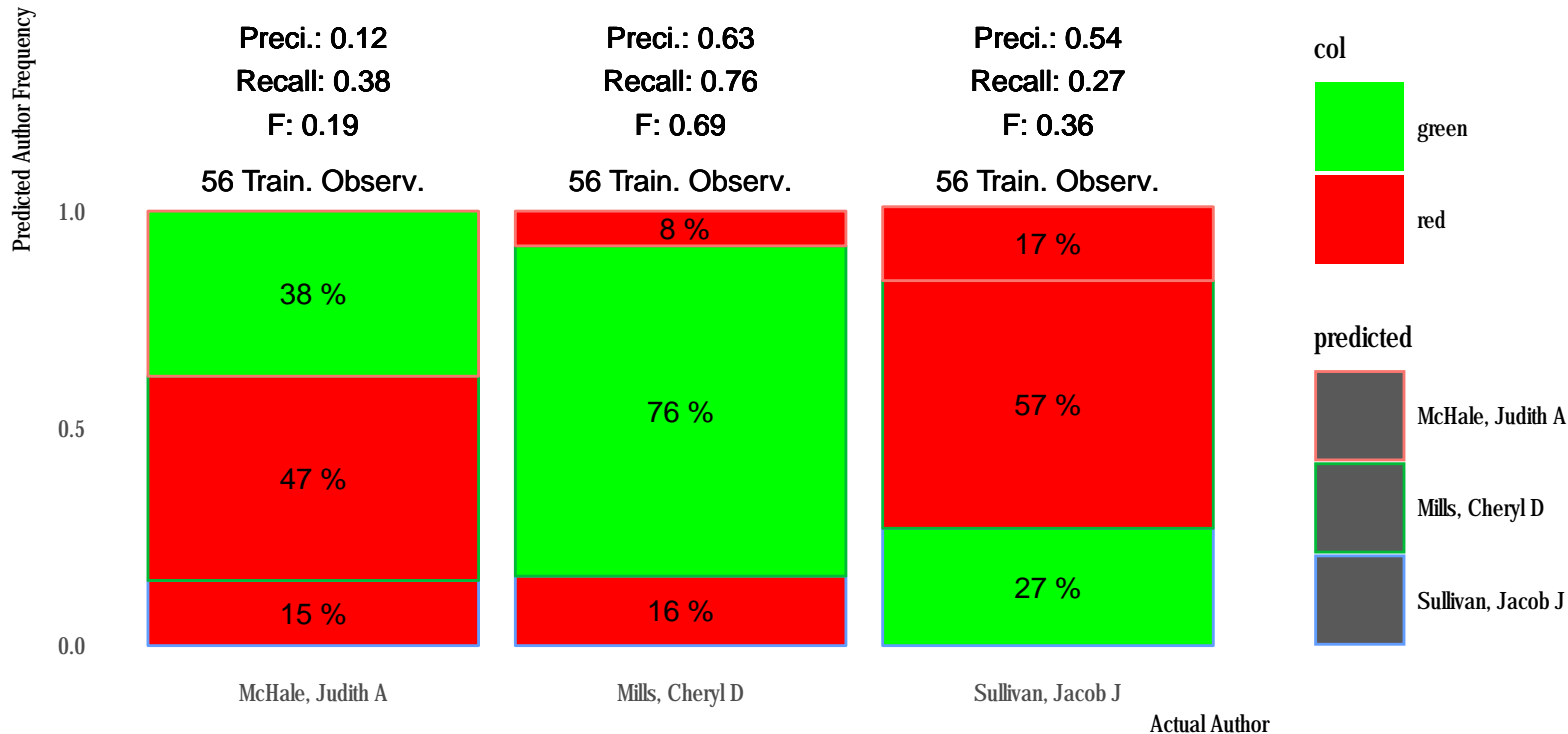 Predicted Author Frequency
Preci.: 0.12
Recall: 0.38
F: 0.19
56 Train. Observ.
Preci.: 0.63
Recall: 0.76
F: 0.69
56 Train. Observ.
Preci.: 0.54
Recall: 0.27
F: 0.36
56 Train. Observ.
1.0
0.5
0.0
38 %
47 %
15 %
8 %
76 %
16 %
17 %
57 %
27 %
McHale, Judith A
Mills, Cheryl D
Sullivan, Jacob J
Actual Author
col
green
red
predicted
McHale, Judith A
Mills, Cheryl D
Sullivan, Jacob J